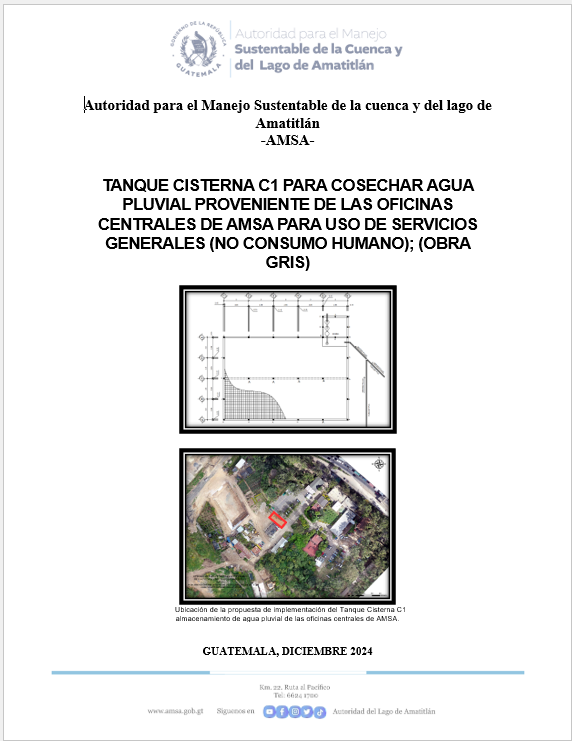 GOBIERNO DE LA REPÚBLICA
GUATEMALA
Autoridad para el Manejo
Sustentable de la Cuenca y
del Lago de Amatitlán
Autoridad para el Manejo Sustentable de la cuenca y del lago de
Amatitlán
-AMSA-
TANQUE CISTERNA C1 PARA COSECHAR AGUA
PLUVIAL PROVENIENTE DE LAS OFICINAS
CENTRALES DE AMSA PARA USO DE SERVICIOS
GENERALES (NO CONSUMO HUMANO); (OBRA
GRIS)
Ubicación de la propuesta de implementación del Tanque Cisterna C1
almacenamiento de agua pluvial de las oficinas centrales de AMSA.
GUATEMALA, DICIEMBRE 2024
Km. 22, Ruta al Pacífico
Tel: 6624 1700
www.amsa.gob.gt Síguenos en Autoridad del Lago de Amatitlán